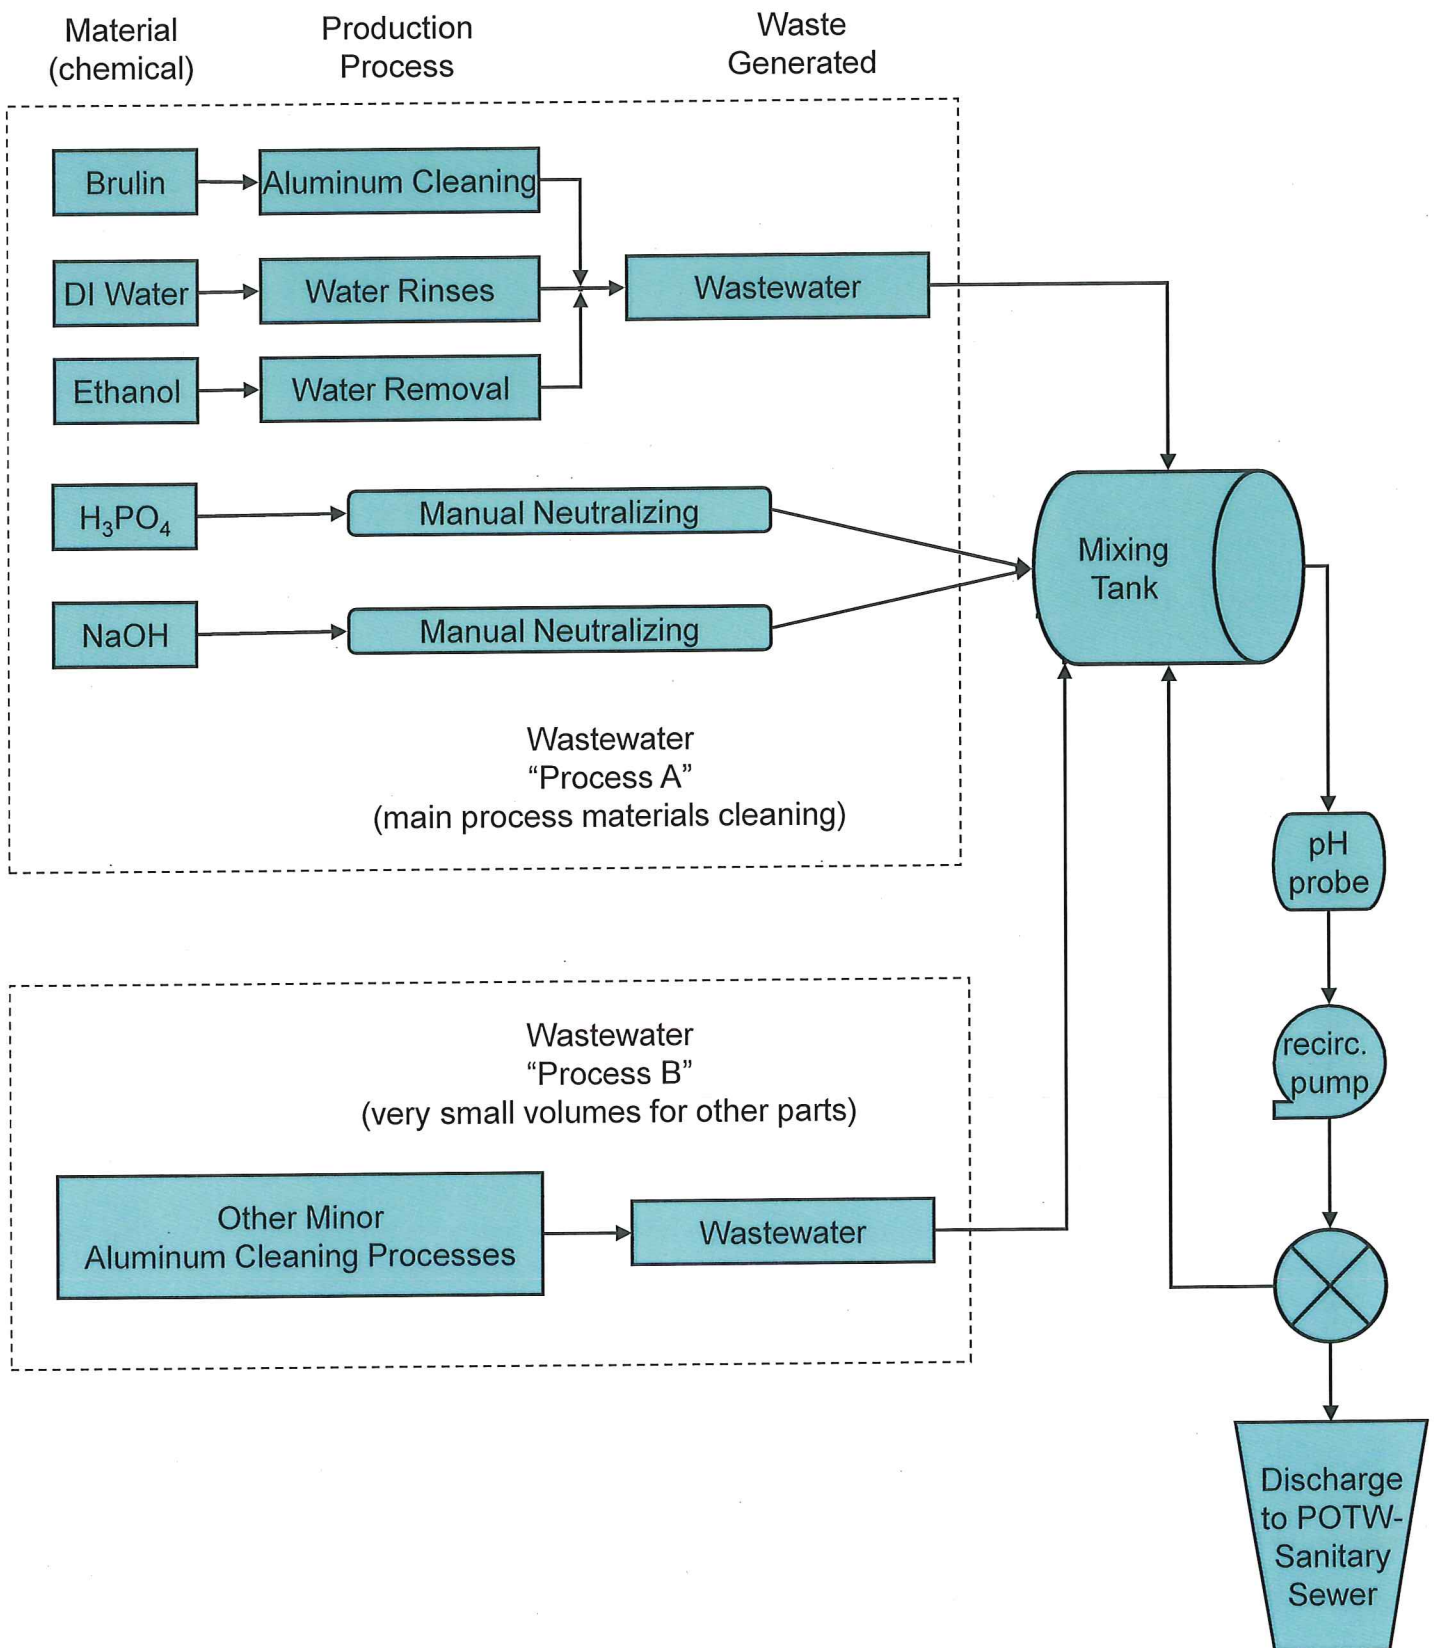 Material
(chemical)
Production
Process
Waste
Generated
Brulin
Aluminum Cleaning
DI Water
Water Rinses
Wastewater
Ethanol
Water Removal
H₃PO₄
Manual Neutralizing
NaOH
Manual Neutralizing
Mixing
Tank
Wastewater
“Process A”
(main process materials cleaning)
pH
probe
recirc.
pump
Wastewater
“Process B”
(very small volumes for other parts)
Other Minor
Aluminum Cleaning Processes
Wastewater
Discharge
to POTW-
Sanitary
Sewer